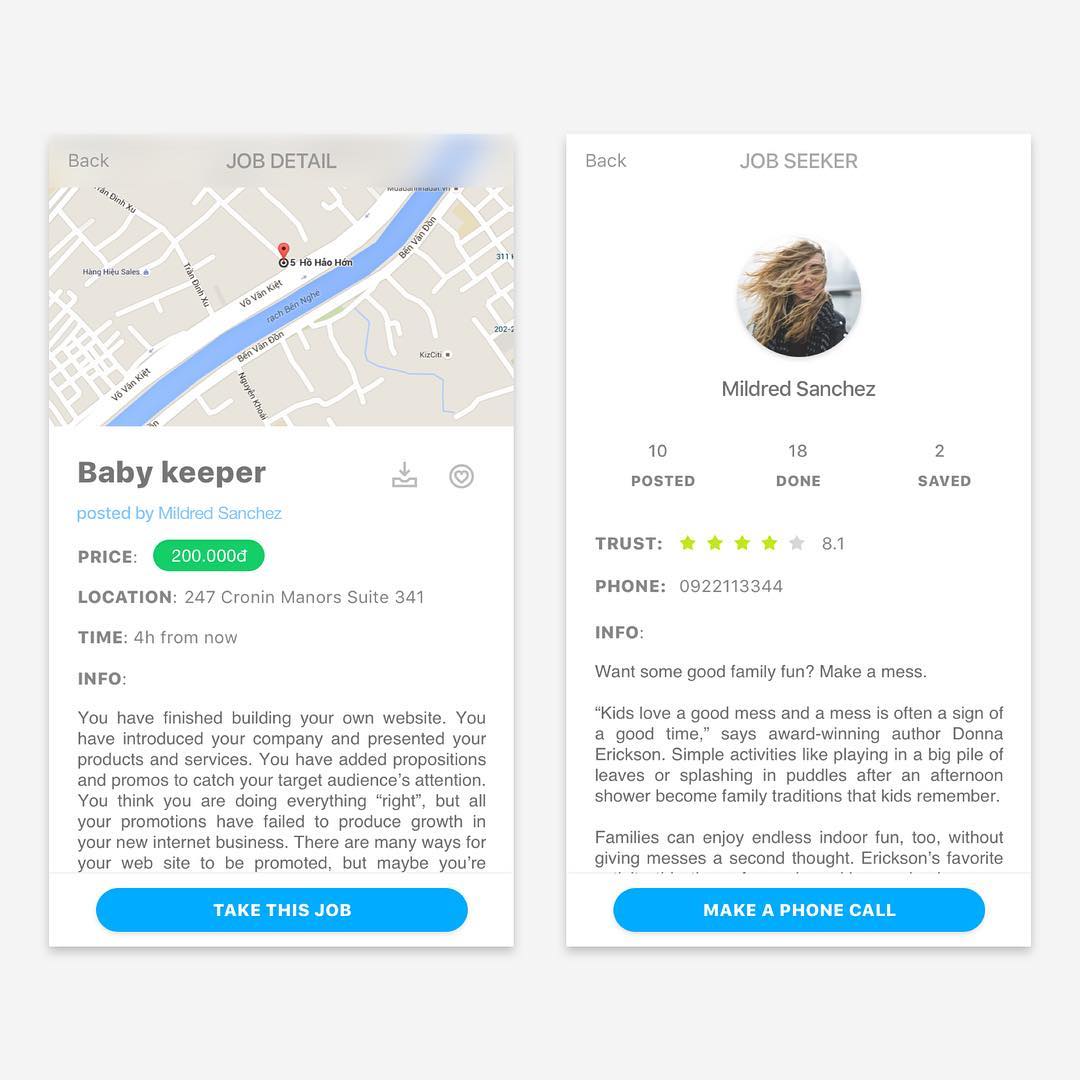 Back
JOB DETAIL
Trần Đình Xu
Muabannhadat.vn
Bến Vân Đồn
311
5 Hồ Hảo Hớn
Hàng Hiệu Sales
Trần Đình Xu
Võ Văn Kiệt
rạch Bến Nghé
202-2
Bến Vân Đồn
KizCiti
Võ Văn Kiệt
Nguyễn Khoái
Baby keeper
posted by Mildred Sanchez
PRICE: 200.000đ
LOCATION: 247 Cronin Manors Suite 341
TIME: 4h from now
INFO:
You have finished building your own website. You
have introduced your company and presented your
products and services. You have added propositions
and promos to catch your target audience’s attention.
You think you are doing everything “right”, but all
your promotions have failed to produce growth in
your new internet business. There are many ways for
your web site to be promoted, but maybe you’re
TAKE THIS JOB
Back
JOB SEEKER
Mildred Sanchez
10 18 2
POSTED DONE SAVED
TRUST: 8.1
PHONE: 0922113344
INFO:
Want some good family fun? Make a mess.
“Kids love a good mess and a mess is often a sign of
a good time,” says award-winning author Donna
Erickson. Simple activities like playing in a big pile of
leaves or splashing in puddles after an afternoon
shower become family traditions that kids remember.
Families can enjoy endless indoor fun, too, without
giving messes a second thought. Erickson’s favorite
MAKE A PHONE CALL